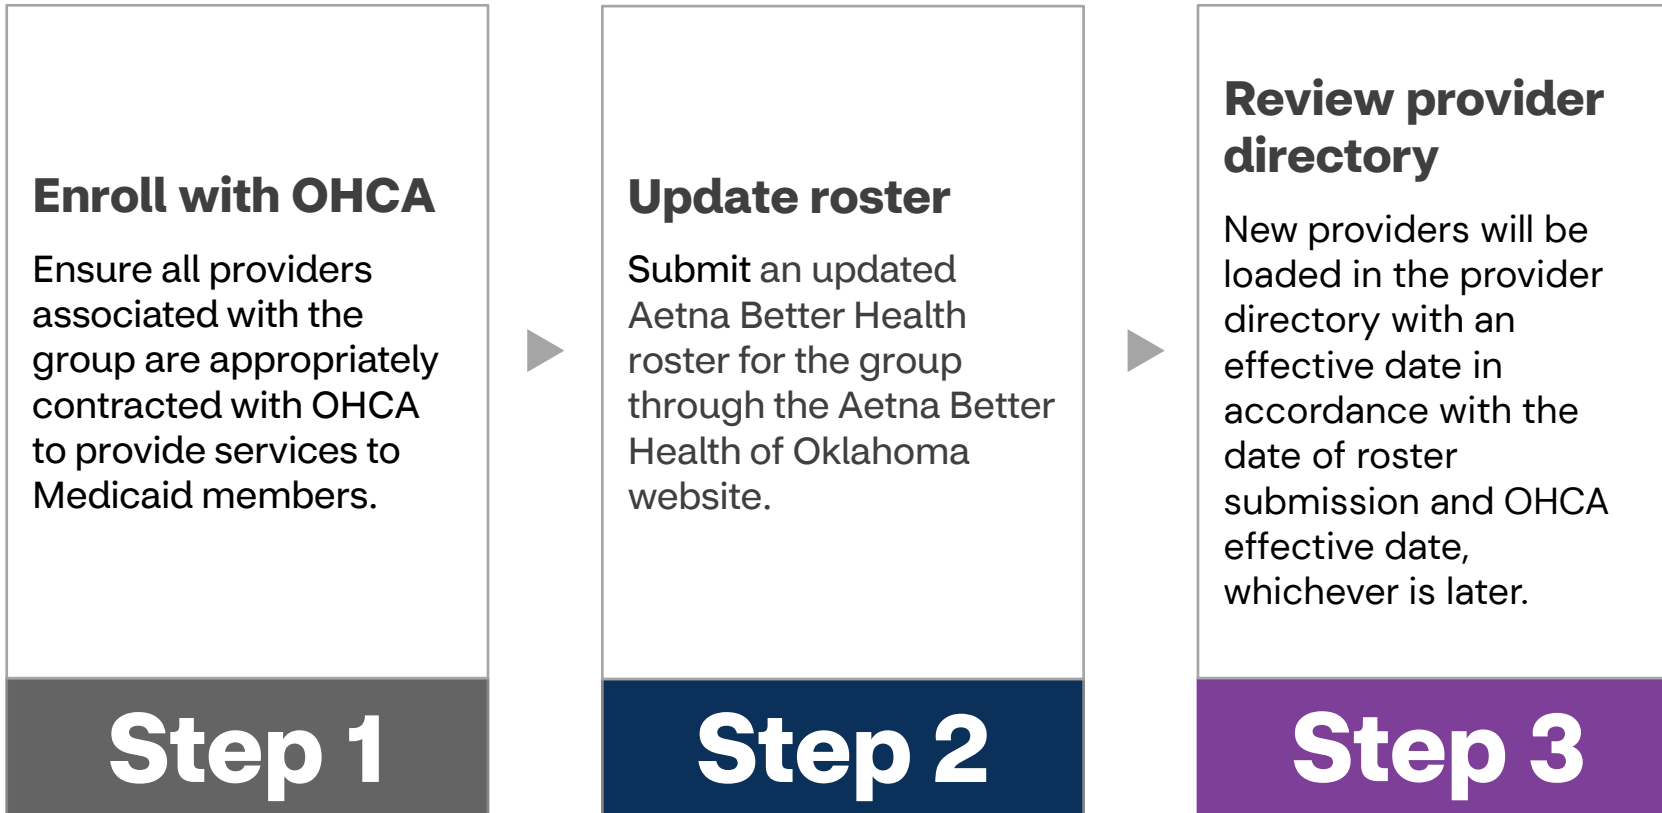 Enroll with OHCA
Ensure all providers
associated with the
group are appropriately
contracted with OHCA
to provide services to
Medicaid members.
Step 1
Update roster
Submit an updated
Aetna Better Health
roster for the group
through the Aetna Better
Health of Oklahoma
website.
Step 2
Review provider
directory
New providers will be
loaded in the provider
directory with an
effective date in
accordance with the
date of roster
submission and OHCA
effective date,
whichever is later.
Step 3